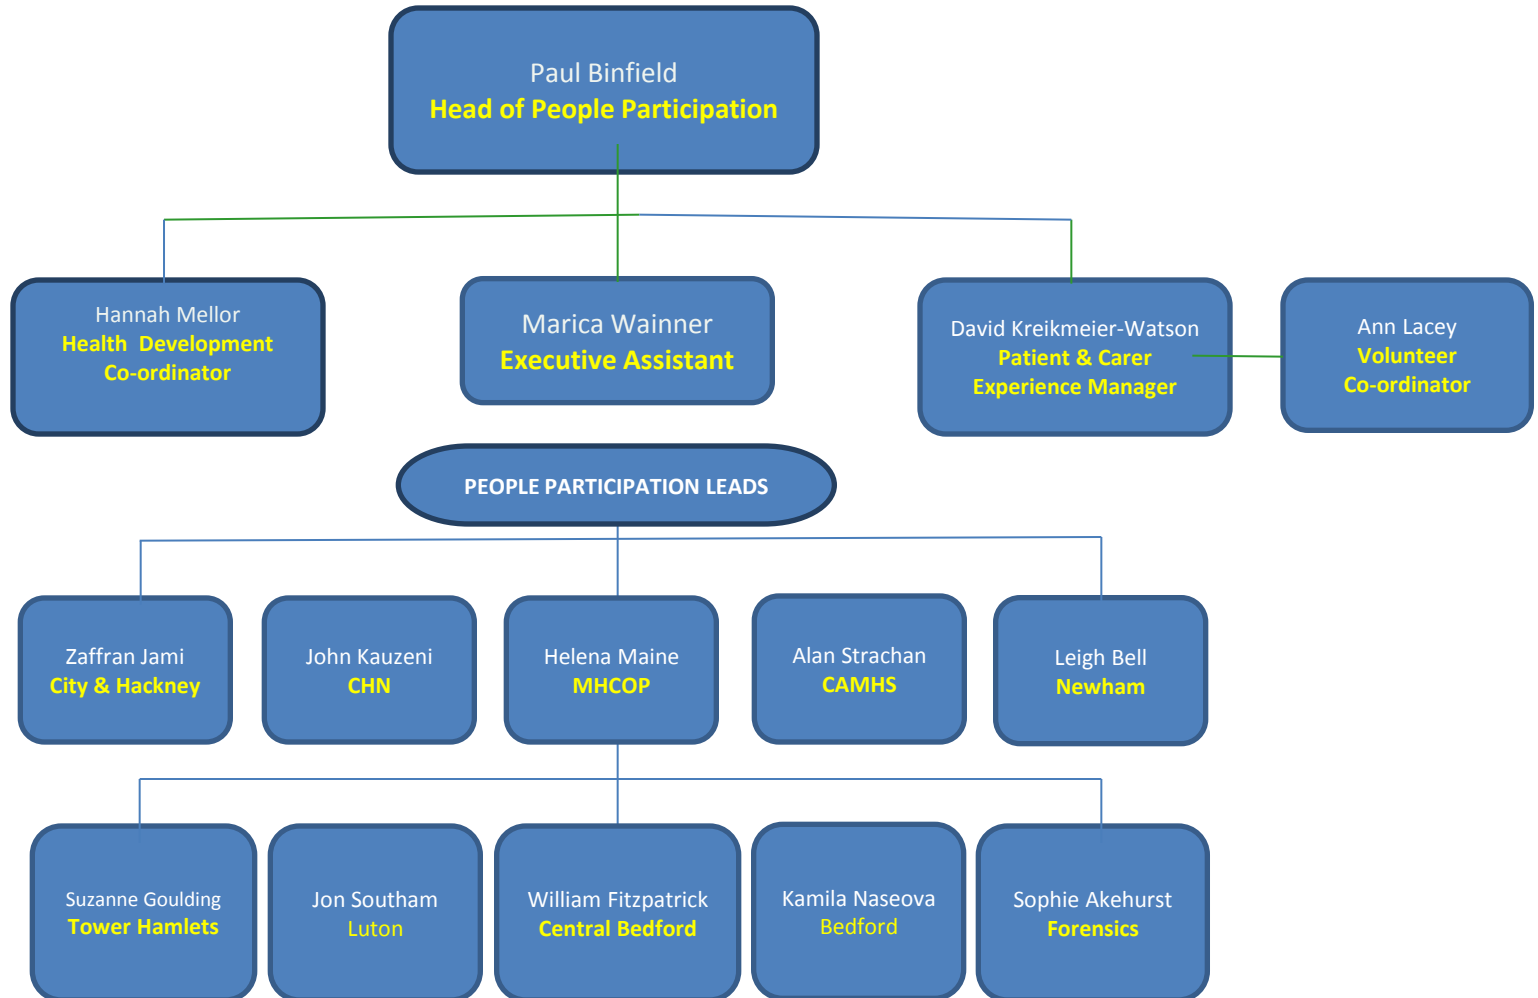 Paul Binfield
Head of People Participation
Hannah Mellor
Health Development
Co-ordinator
Marica Wainner
Executive Assistant
David Kreikmeier-Watson
Patient & Carer
Experience Manager
Ann Lacey
Volunteer
Co-ordinator
PEOPLE PARTICIPATION LEADS
Zaffran Jami
City & Hackney
John Kauzeni
CHN
Helena Maine
MHCOP
Alan Strachan
CAMHS
Leigh Bell
Newham
Suzanne Goulding
Tower Hamlets
Jon Southam
Luton
William Fitzpatrick
Central Bedford
Kamila Naseova
Bedford
Sophie Akehurst
Forensics